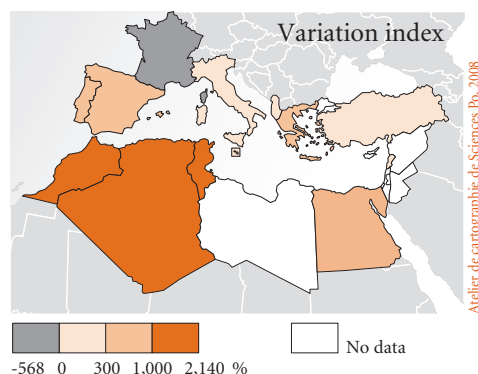 Variation index
Atelier de cartographie de Sciences Po, 2008
-568 0 300 1,000 2,140 %
No data